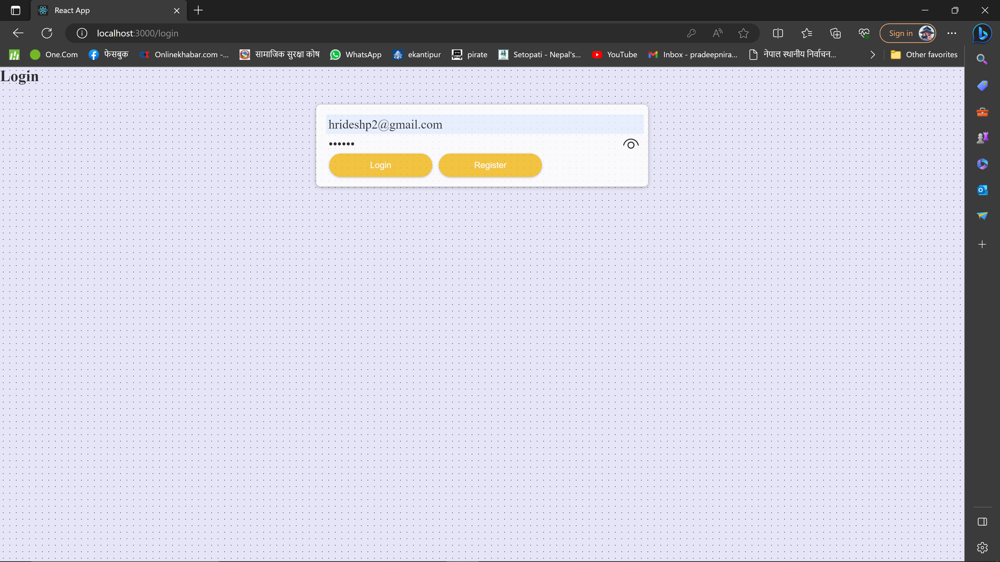 React App
localhost:3000/login
Sign in
One.Com फेसबुक Onlinekhabar.com -... सामाजिक सुरक्षा कोष WhatsApp ekantipur pirate Setopati - Nepal's... YouTube Inbox - pradeepnira... नेपाल स्थानीय निर्वाचन... Other favorites
Login
hrideshp2@gmail.com
••••••
Login Register